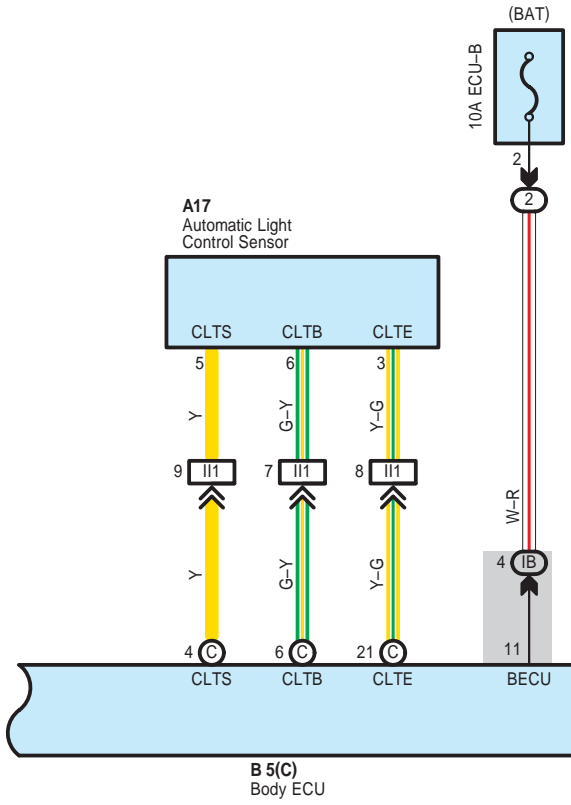 (BAT)
10A ECU–B
2
2
A17
Automatic Light
Control Sensor
CLTS CLTB CLTE
5 6 3
Y G–Y Y–G
9 II1 7 II1 8 II1
W–R
4 IB
Y G–Y Y–G
4 C 6 C 21 C 11
CLTS CLTB CLTE BECU
B 5(C)
Body ECU